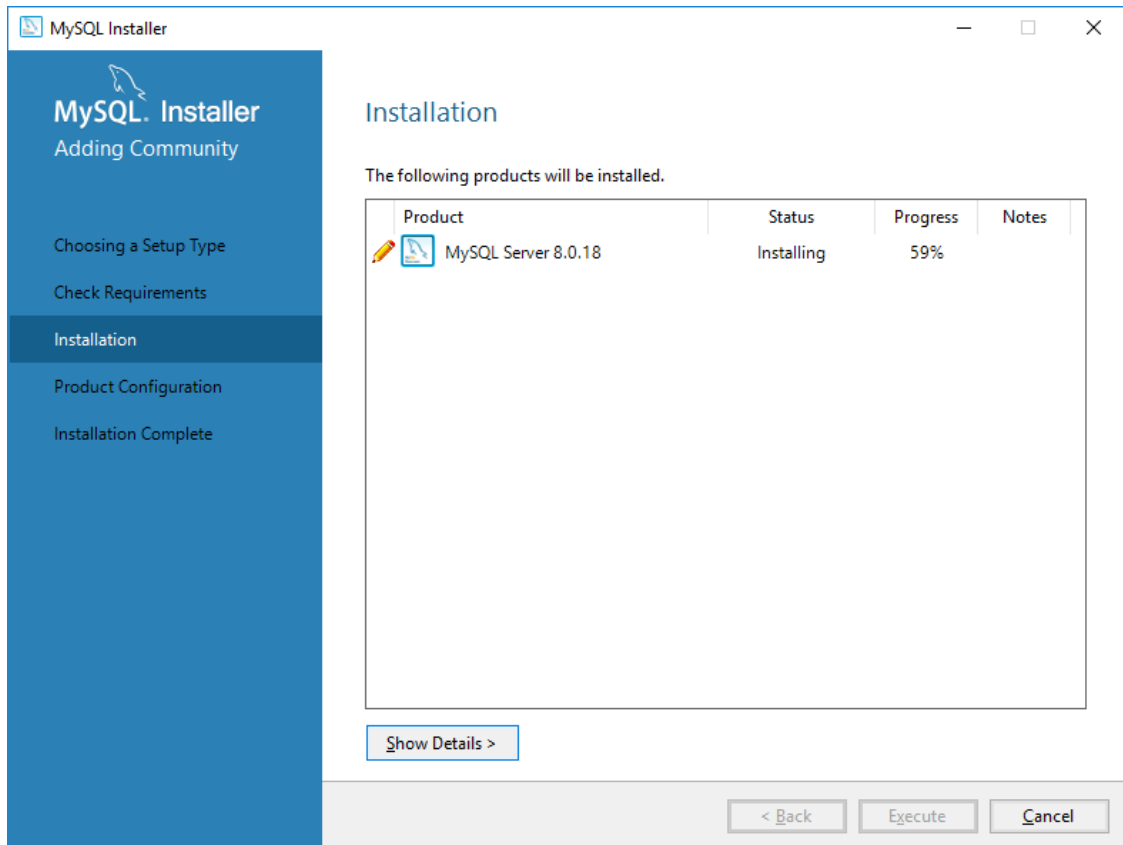 MySQL Installer
MySQL. Installer
Adding Community
Choosing a Setup Type
Check Requirements
Installation
Product Configuration
Installation Complete
Installation
The following products will be installed.
Product Status Progress Notes
MySQL Server 8.0.18 Installing 59%
Show Details >
< Back Execute Cancel